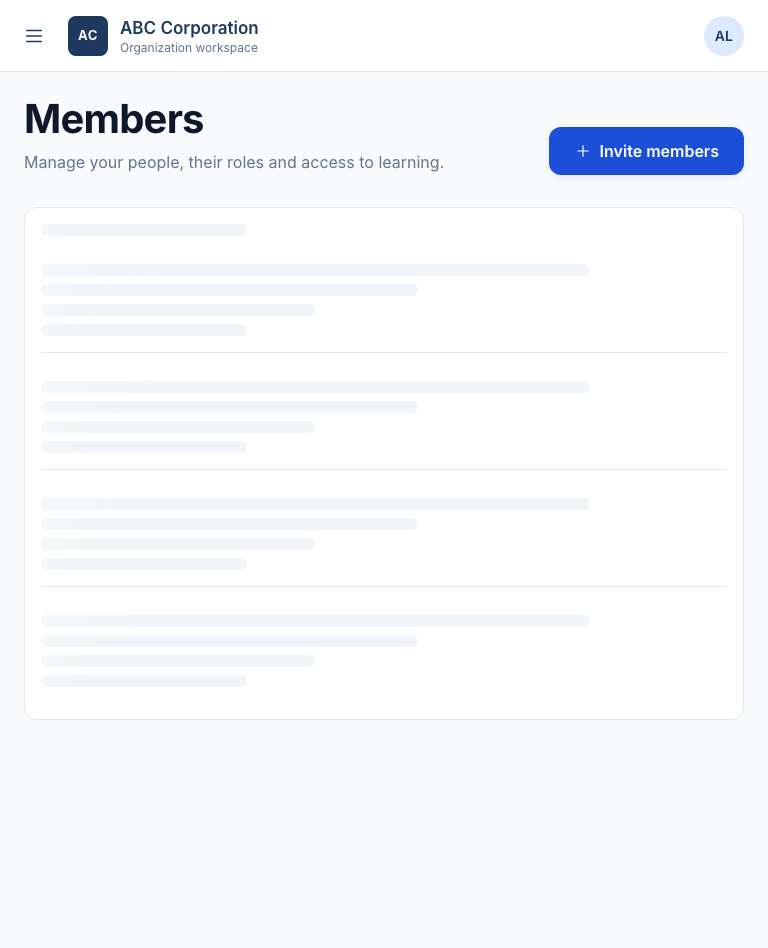 AC
ABC Corporation
Organization workspace
AL
Members
Manage your people, their roles and access to learning.
+ Invite members